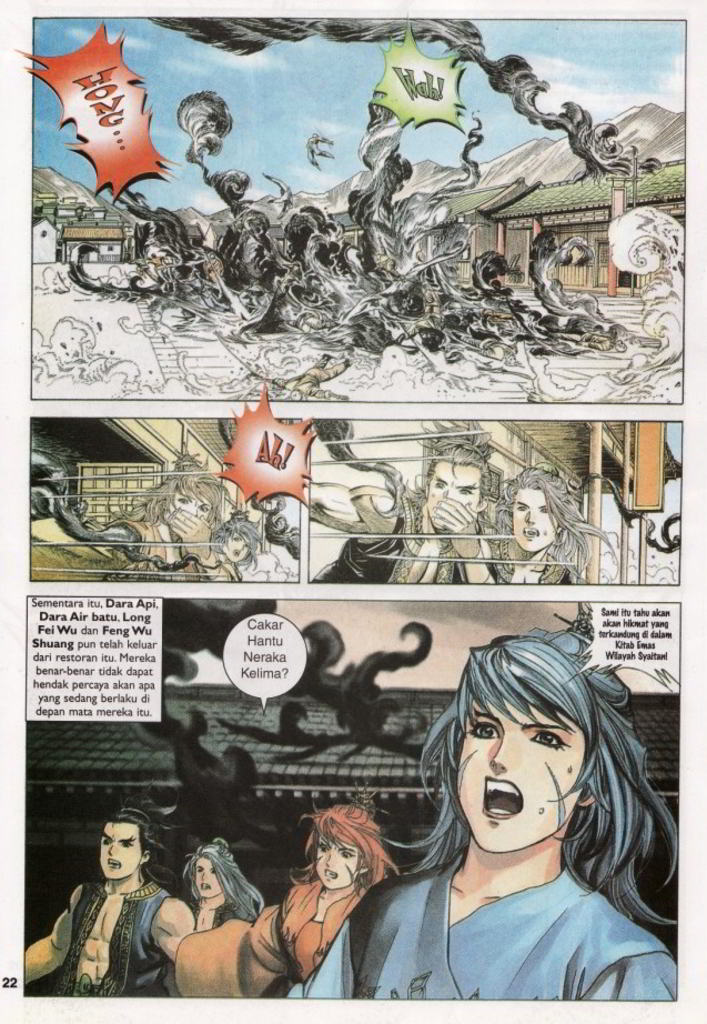 HONG...
Wah!
Ah!
Sementara itu, Dara Api,
Dara Air batu, Long
Fei Wu dan Feng Wu
Shuang pun telah keluar
dari restoran itu. Mereka
benar-benar tidak dapat
hendak percaya akan apa
yang sedang berlaku di
depan mata mereka itu.
Cakar
Hantu
Neraka
Kelima?
Sami itu tahu akan
akan hikmat yang
terkandung di dalam
Kitab Emas
Wilayah Syaitan!
22